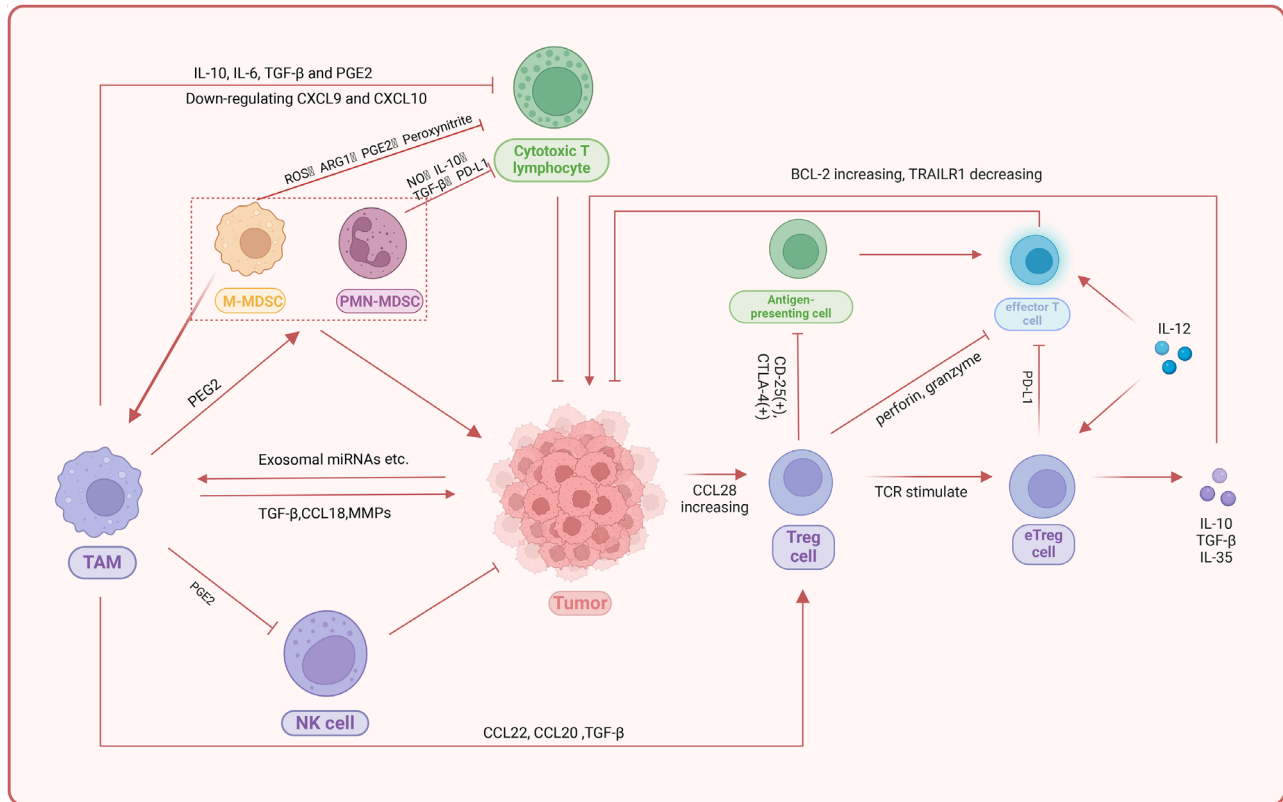 IL-10, IL-6, TGF-β and PGE2
Down-regulating CXCL9 and CXCL10
Cytotoxic T
lymphocyte
ROS▯ ARG1▯ PGE2▯ Peroxynitrite
NO▯ IL-10▯
TGF-β▯ PD-L1
M-MDSC
PMN-MDSC
BCL-2 increasing, TRAILR1 decreasing
Antigen-
presenting cell
effector T
cell
IL-12
CD-25(+),
CTLA-4(+)
perforin, granzyme
PD-L1
PEG2
Exosomal miRNAs etc.
TGF-β,CCL18,MMPs
TAM
CCL28
increasing
Treg
cell
TCR stimulate
eTreg
cell
IL-10
TGF-β
IL-35
Tumor
PGE2
NK cell
CCL22, CCL20 ,TGF-β